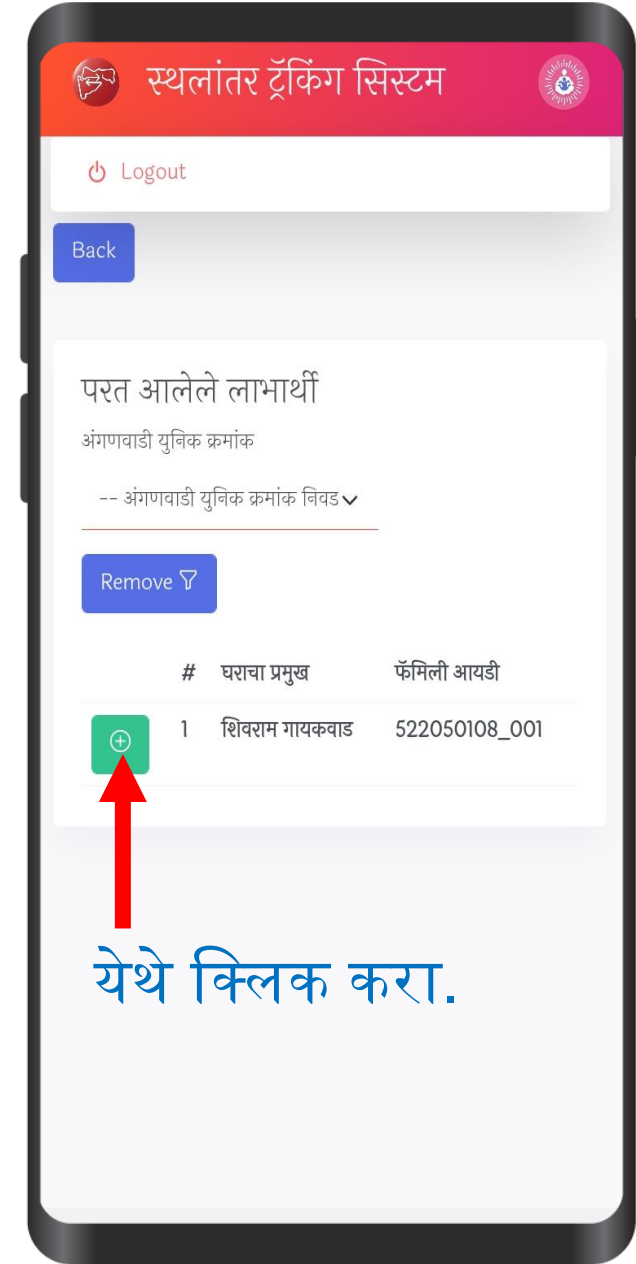 स्थलांतर ट्रॅकिंग सिस्टम
Logout
Back
परत आलेले लाभार्थी
अंगणवाडी युनिक क्रमांक
-- अंगणवाडी युनिक क्रमांक निवड
Remove
# घराचा प्रमुख फॅमिली आयडी
1 शिवराम गायकवाड 522050108_001
येथे क्लिक करा.